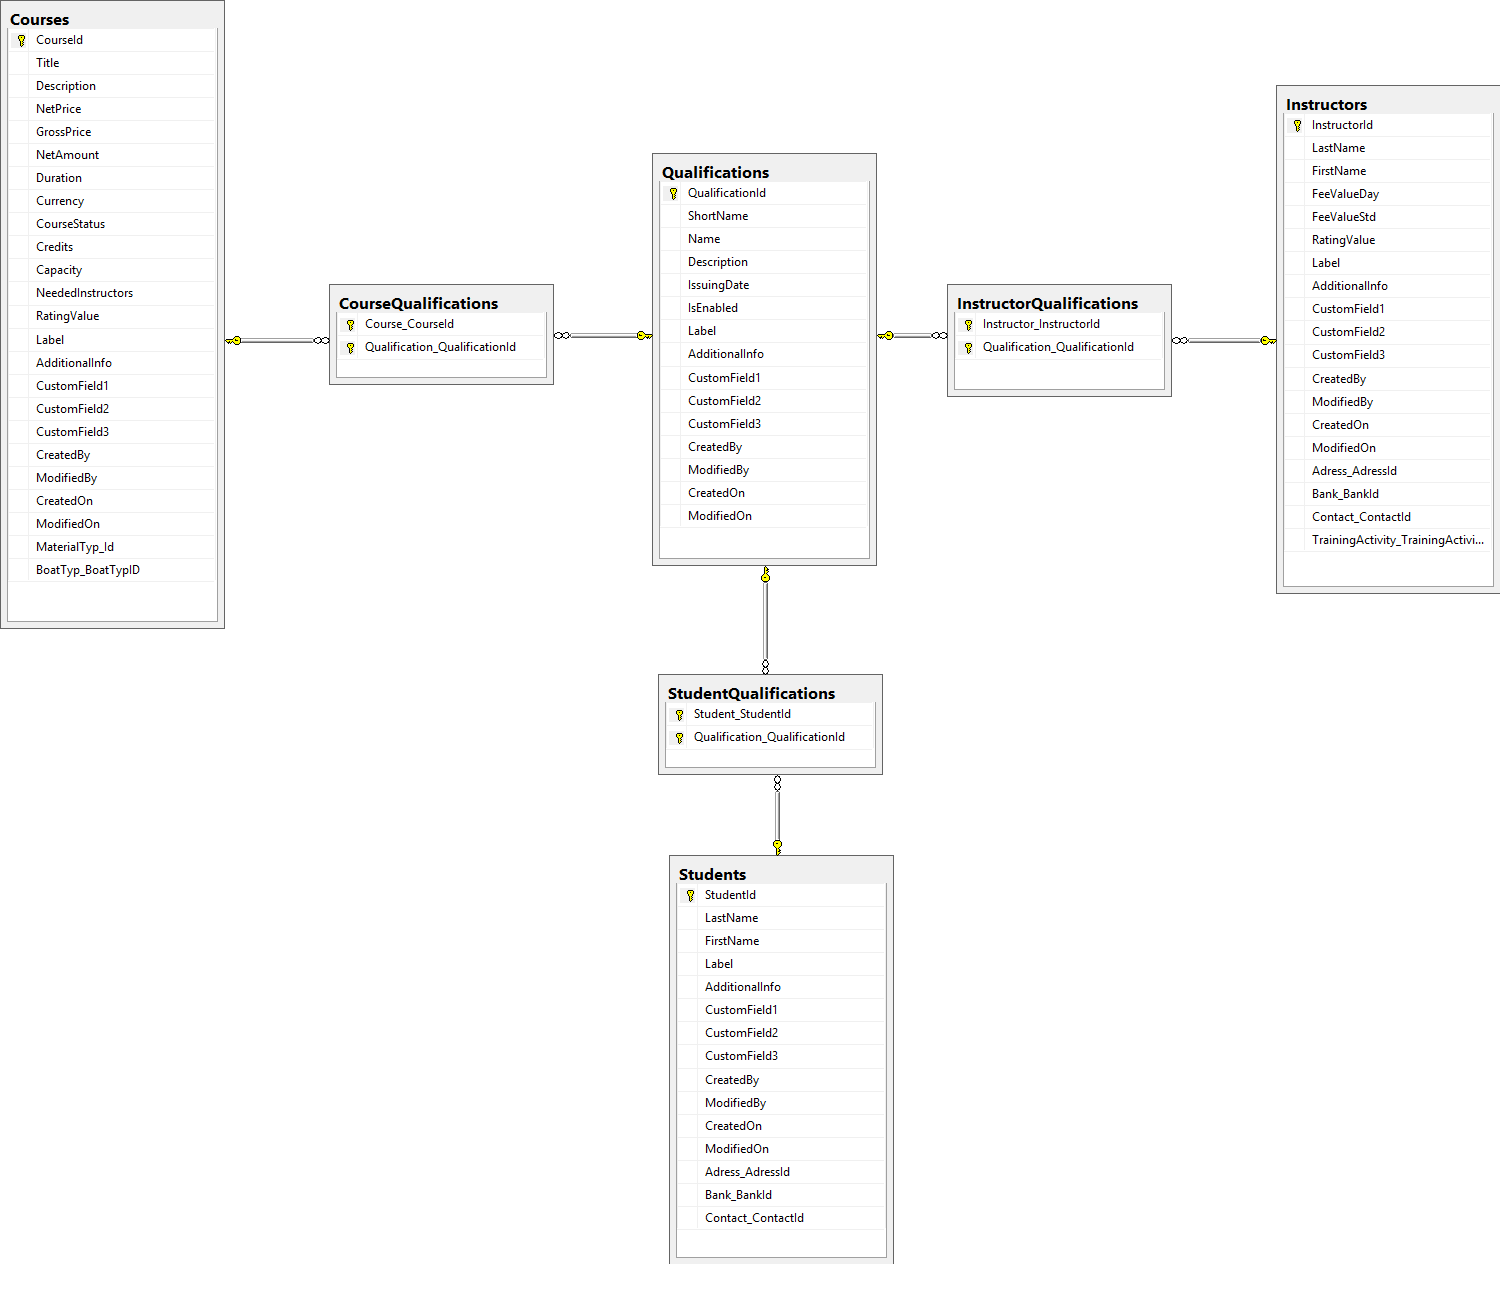 Courses
CourseId
Title
Description
NetPrice
GrossPrice
NetAmount
Duration
Currency
CourseStatus
Credits
Capacity
NeededInstructors
RatingValue
Label
AdditionalInfo
CustomField1
CustomField2
CustomField3
CreatedBy
ModifiedBy
CreatedOn
ModifiedOn
MaterialTyp_Id
BoatTyp_BoatTypID
CourseQualifications
Course_CourseId
Qualification_QualificationId
Qualifications
QualificationId
ShortName
Name
Description
IssuingDate
IsEnabled
Label
AdditionalInfo
CustomField1
CustomField2
CustomField3
CreatedBy
ModifiedBy
CreatedOn
ModifiedOn
InstructorQualifications
Instructor_InstructorId
Qualification_QualificationId
Instructors
InstructorId
LastName
FirstName
FeeValueDay
FeeValueStd
RatingValue
Label
AdditionalInfo
CustomField1
CustomField2
CustomField3
CreatedBy
ModifiedBy
CreatedOn
ModifiedOn
Adress_AdressId
Bank_BankId
Contact_ContactId
TrainingActivity_TrainingActivi...
StudentQualifications
Student_StudentId
Qualification_QualificationId
Students
StudentId
LastName
FirstName
Label
AdditionalInfo
CustomField1
CustomField2
CustomField3
CreatedBy
ModifiedBy
CreatedOn
ModifiedOn
Adress_AdressId
Bank_BankId
Contact_ContactId